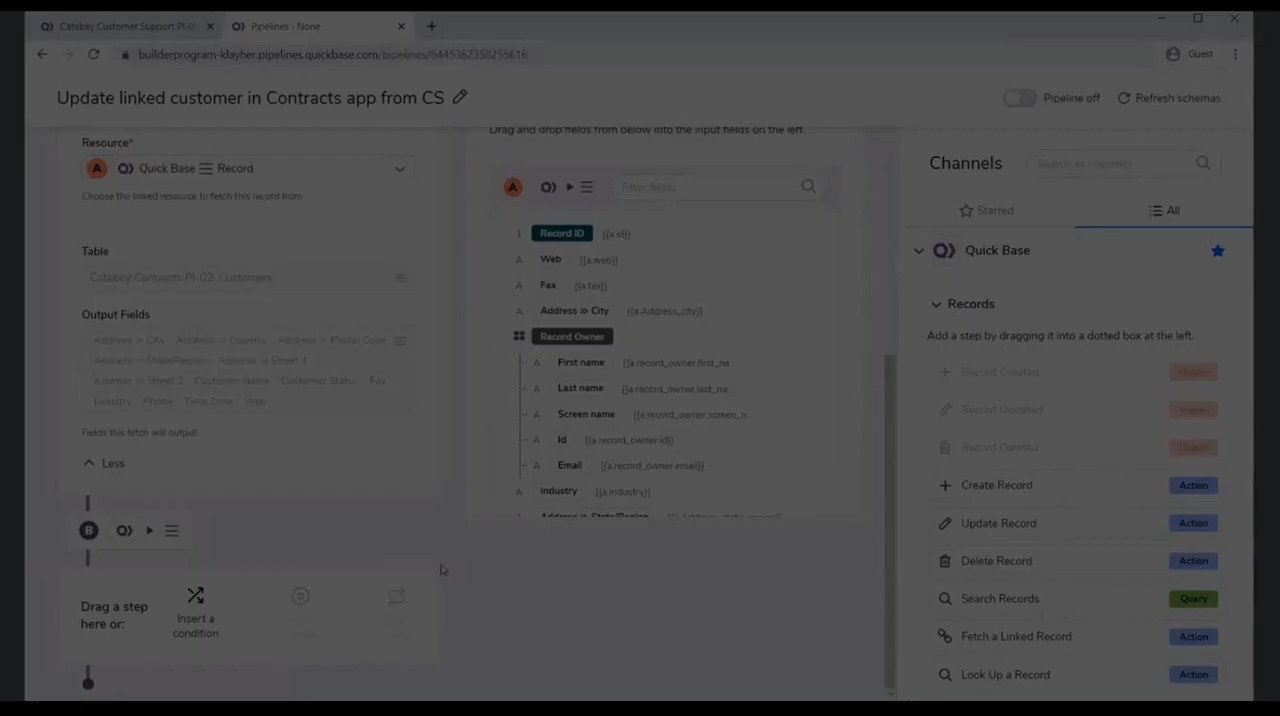 Catabay Customer Support PI-0
Pipelines - None
builderprogram-klayher.pipelines.quickbase.com/pipelines/6445362358255616
Guest
Update linked customer in Contracts app from CS
Pipeline off
Refresh schemas
Resource*
A Quick Base Record
Choose the linked resource to fetch this record from
Table
Catabay Contracts PI-02: Customers
Output Fields
Address » City Address » Country Address » Postal Code
Address » State/Region Address » Street 1
Address » Street 2 Customer Name Customer Status Fax
Industry Phone Time Zone Web
Fields this fetch will output
Less
B
Drag a step
here or:
Insert a
condition
Drag and drop fields from below into the input fields on the left.
A Filter fields
Record ID {{a.id}}
A Web {{a.web}}
A Fax {{a.fax}}
A Address » City {{a.Address_city}}
Record Owner
A First name {{a.record_owner.first_na...
A Last name {{a.record_owner.last_na...
A Screen name {{a.record_owner.screen_n...
A Id {{a.record_owner.id}}
A Email {{a.record_owner.email}}
A Industry {{a.industry}}
Address » State/Region
Channels
Search all channels
Starred
All
Quick Base
Records
Add a step by dragging it into a dotted box at the left.
Record Created
Record Updated
Record Deleted
Create Record Action
Update Record Action
Delete Record Action
Search Records Query
Fetch a Linked Record Action
Look Up a Record Action